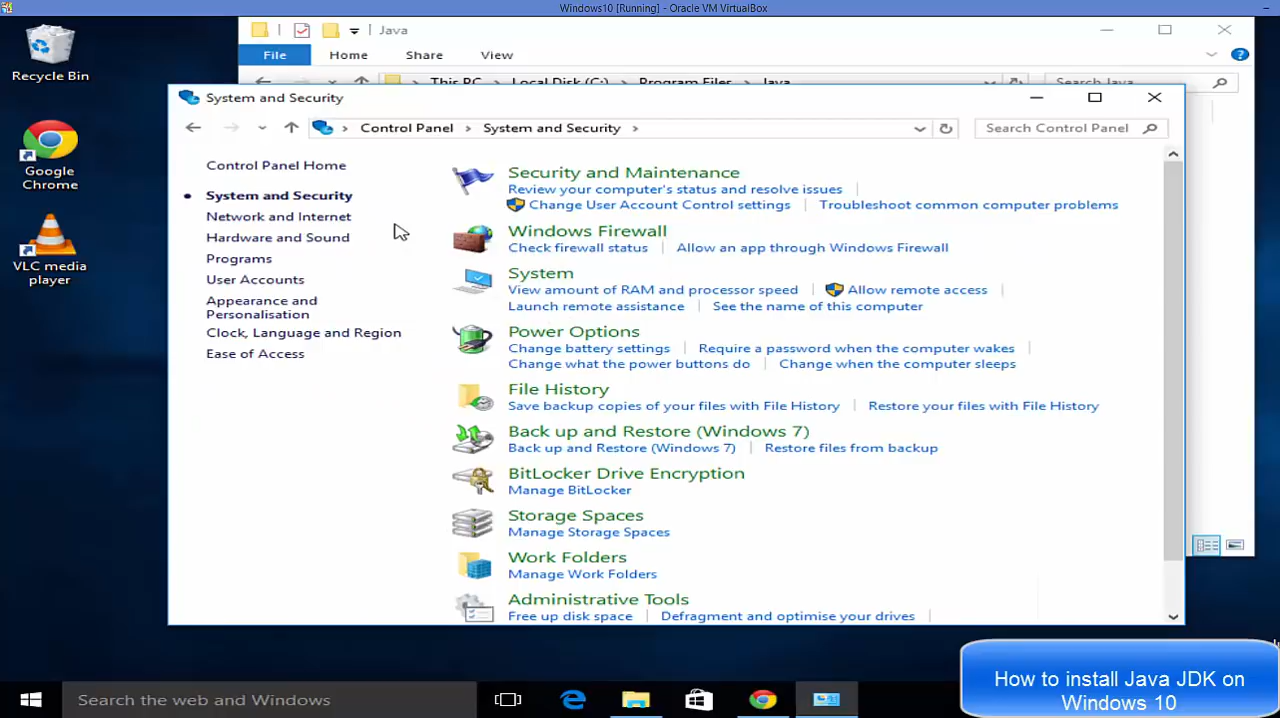 Windows10 [Running] - Oracle VM VirtualBox
Recycle Bin
Google
Chrome
VLC media
player
Java
File
Home
Share
View
This PC
Local Disk (C:)
Program Files
Java
Search Java
System and Security
Control Panel
System and Security
Search Control Panel
Control Panel Home
System and Security
Network and Internet
Hardware and Sound
Programs
User Accounts
Appearance and
Personalisation
Clock, Language and Region
Ease of Access
Security and Maintenance
Review your computer's status and resolve issues
Change User Account Control settings
Troubleshoot common computer problems
Windows Firewall
Check firewall status
Allow an app through Windows Firewall
System
View amount of RAM and processor speed
Allow remote access
Launch remote assistance
See the name of this computer
Power Options
Change battery settings
Require a password when the computer wakes
Change what the power buttons do
Change when the computer sleeps
File History
Save backup copies of your files with File History
Restore your files with File History
Back up and Restore (Windows 7)
Back up and Restore (Windows 7)
Restore files from backup
BitLocker Drive Encryption
Manage BitLocker
Storage Spaces
Manage Storage Spaces
Work Folders
Manage Work Folders
Administrative Tools
Free up disk space
Defragment and optimise your drives
How to install Java JDK on
Windows 10
Search the web and Windows